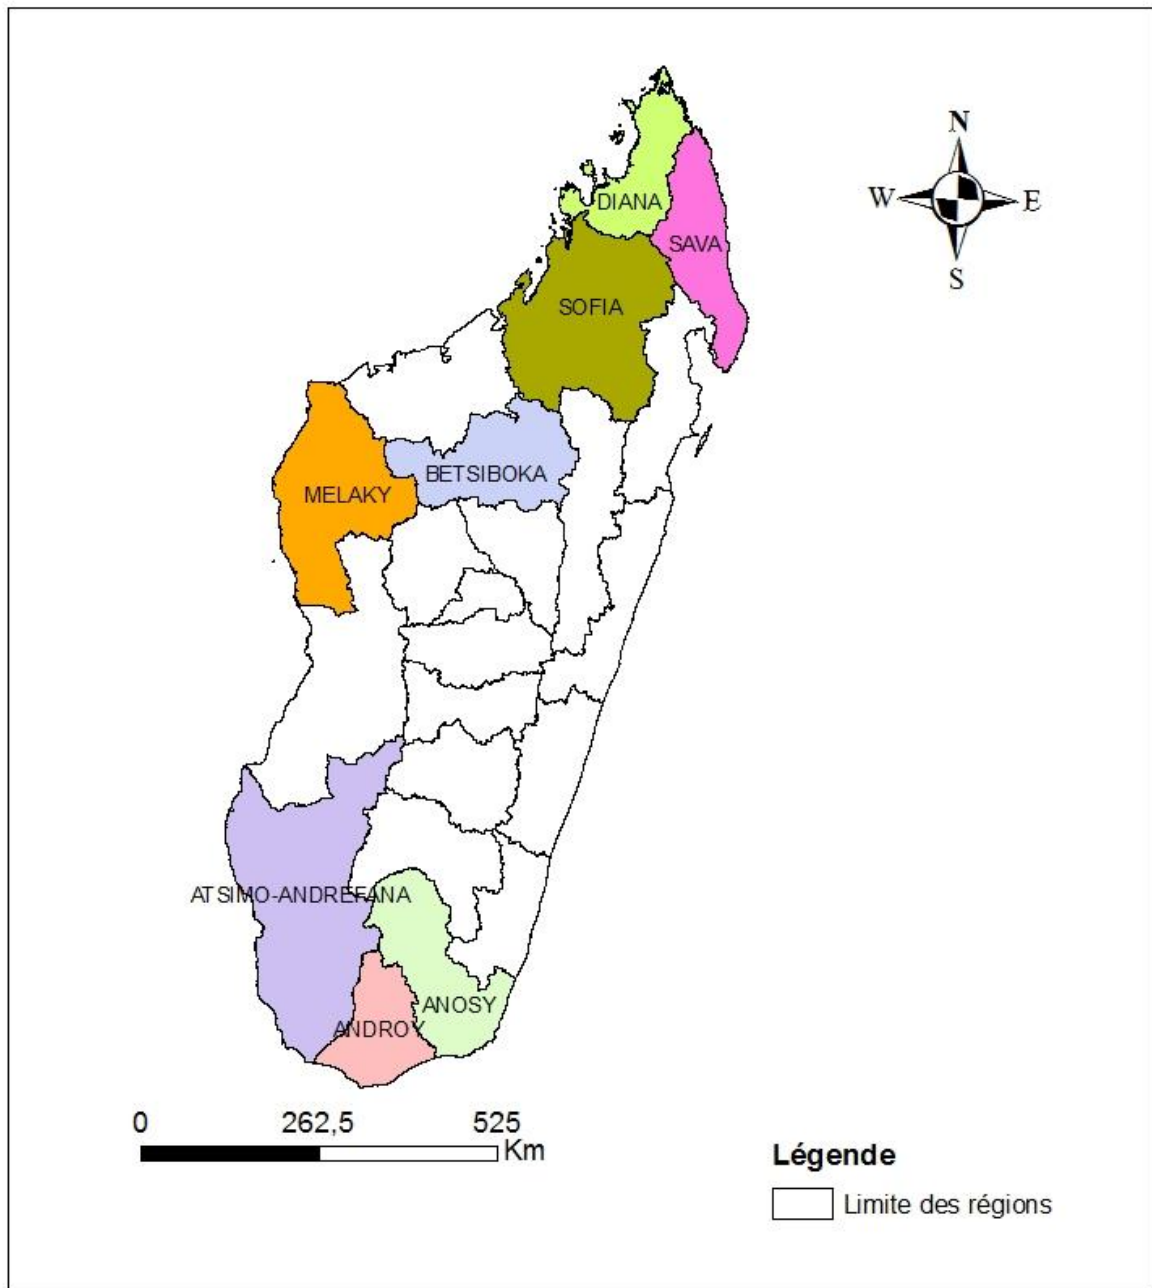 N
W
E
S
DIANA
SAVA
SOFIA
BETSIBOKA
MELAKY
ATSIMO-ANDREFANA
ANOSY
ANDROY
0 262,5 525
Km
Légende
Limite des régions